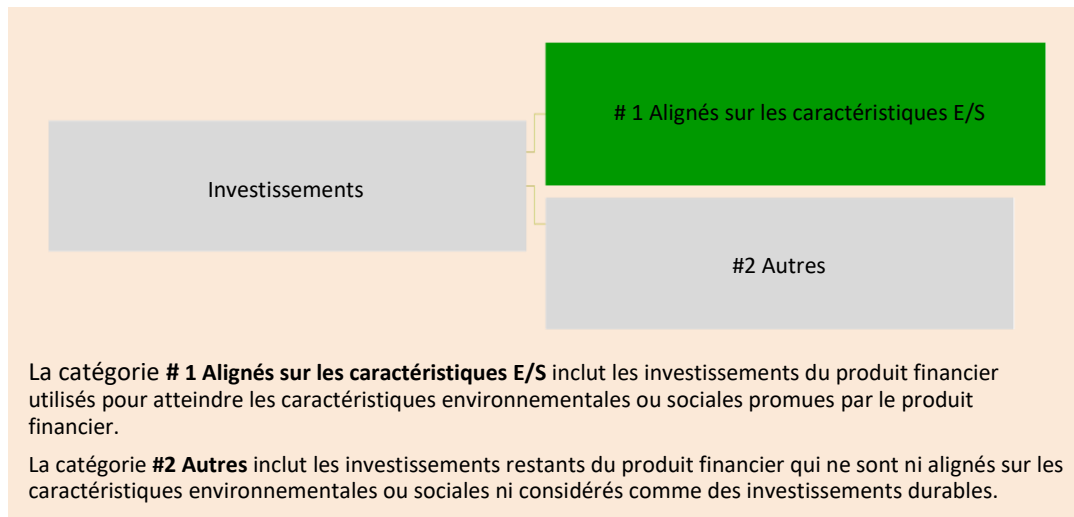 # 1 Alignés sur les caractéristiques E/S
Investissements
#2 Autres
La catégorie # 1 Alignés sur les caractéristiques E/S inclut les investissements du produit financier
utilisés pour atteindre les caractéristiques environnementales ou sociales promues par le produit
financier.
La catégorie #2 Autres inclut les investissements restants du produit financier qui ne sont ni alignés sur les
caractéristiques environnementales ou sociales ni considérés comme des investissements durables.